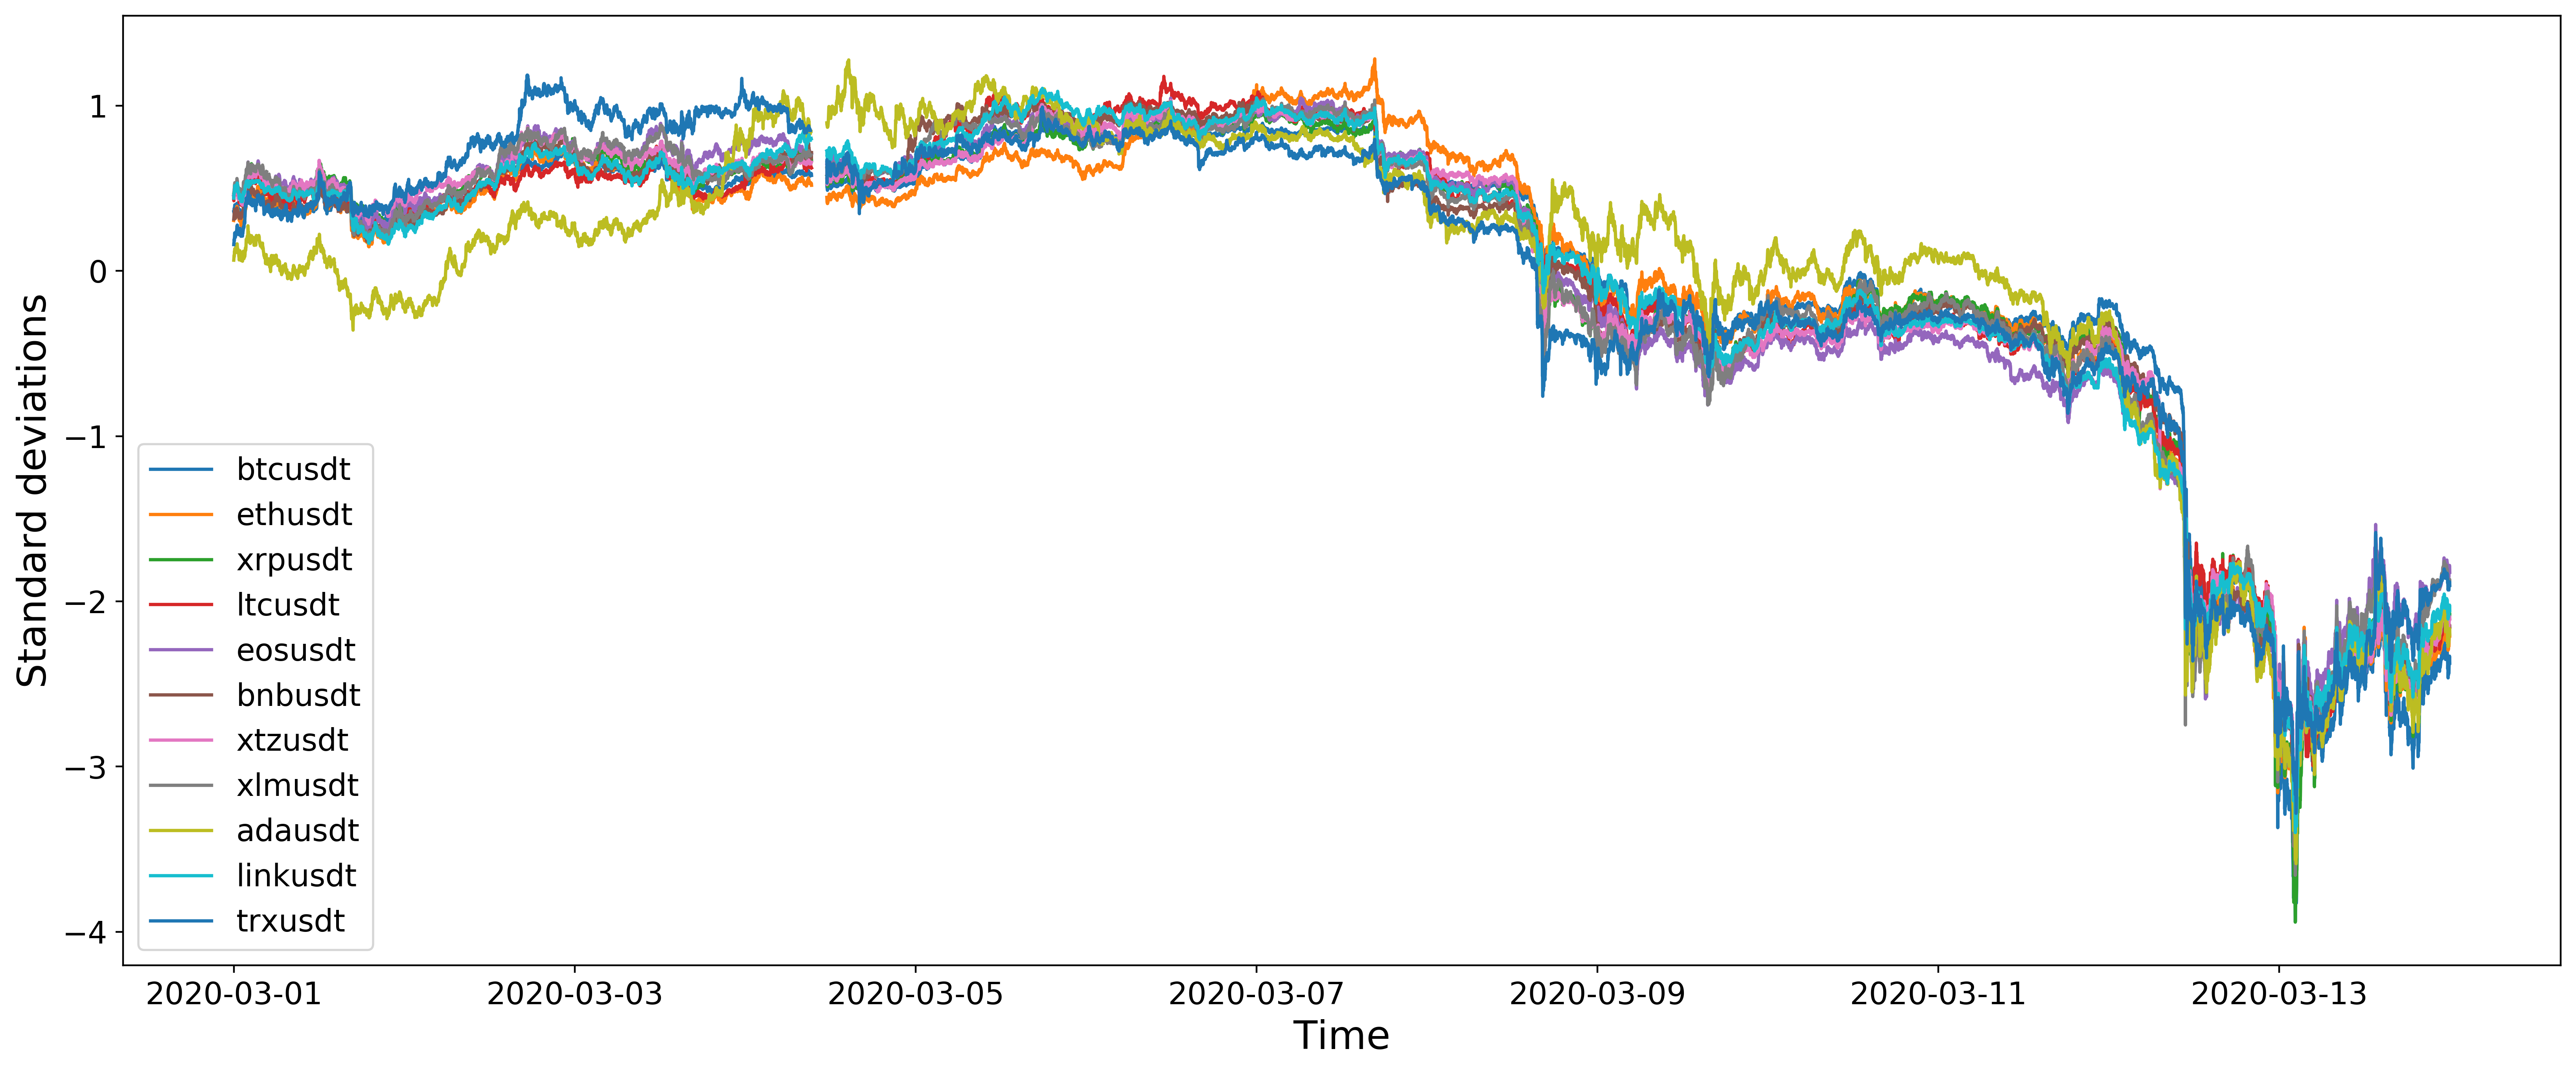 Standard deviations
1
0
−1
−2
−3
−4
btcusdt
ethusdt
xrpusdt
ltcusdt
eosusdt
bnbusdt
xtzusdt
xlmusdt
adausdt
linkusdt
trxusdt
2020-03-01
2020-03-03
2020-03-05
2020-03-07
2020-03-09
2020-03-11
2020-03-13
Time